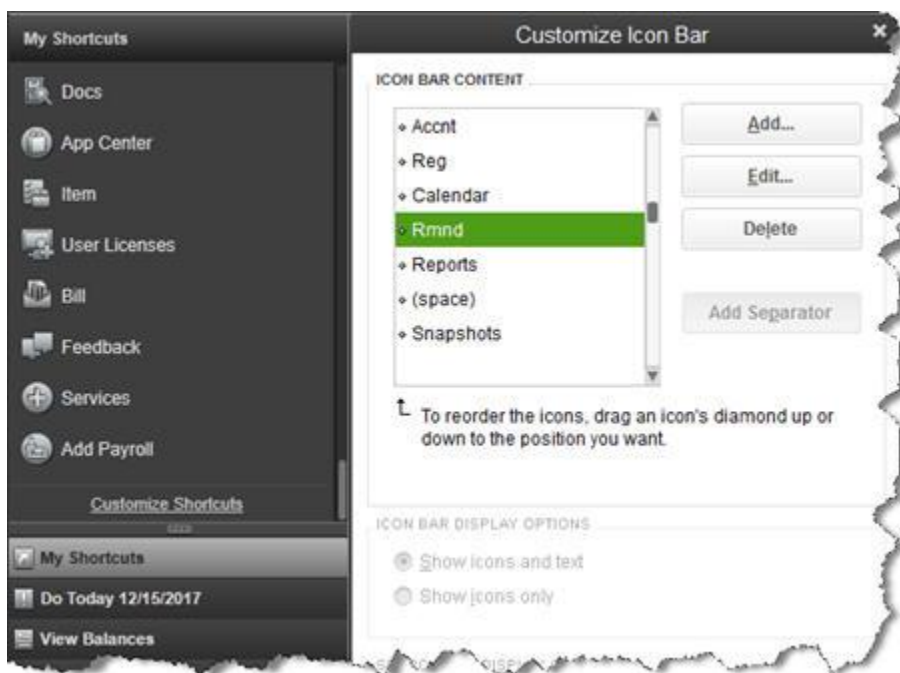 My Shortcuts
Docs
App Center
Item
User Licenses
Bill
Feedback
Services
Add Payroll
Customize Shortcuts
My Shortcuts
Do Today 12/15/2017
View Balances
Customize Icon Bar
ICON BAR CONTENT
Accnt
Reg
Calendar
Rmnd
Reports
(space)
Snapshots
Add...
Edit...
Delete
Add Separator
To reorder the icons, drag an icon's diamond up or
down to the position you want.
ICON BAR DISPLAY OPTIONS
Show icons and text
Show icons only